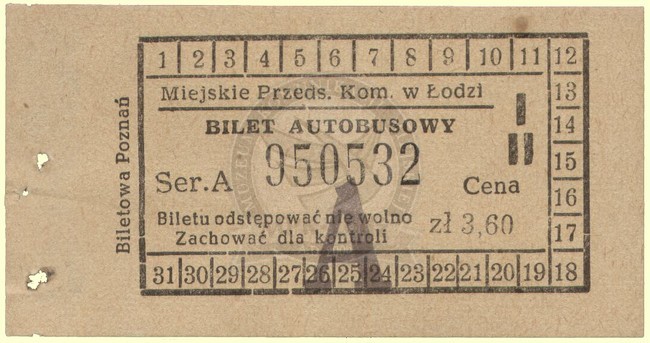 1 2 3 4 5 6 7 8 9 10 11 12
Miejskie Przeds. Kom. w Łodzi
13
I
BILET AUTOBUSOWY
14
II
950532
15
Ser. A
Cena
16
Biletu odstępować nie wolno
zł 3,60
Zachować dla kontroli
17
A
31 30 29 28 27 26 25 24 23 22 21 20 19 18
Biletowa Poznań